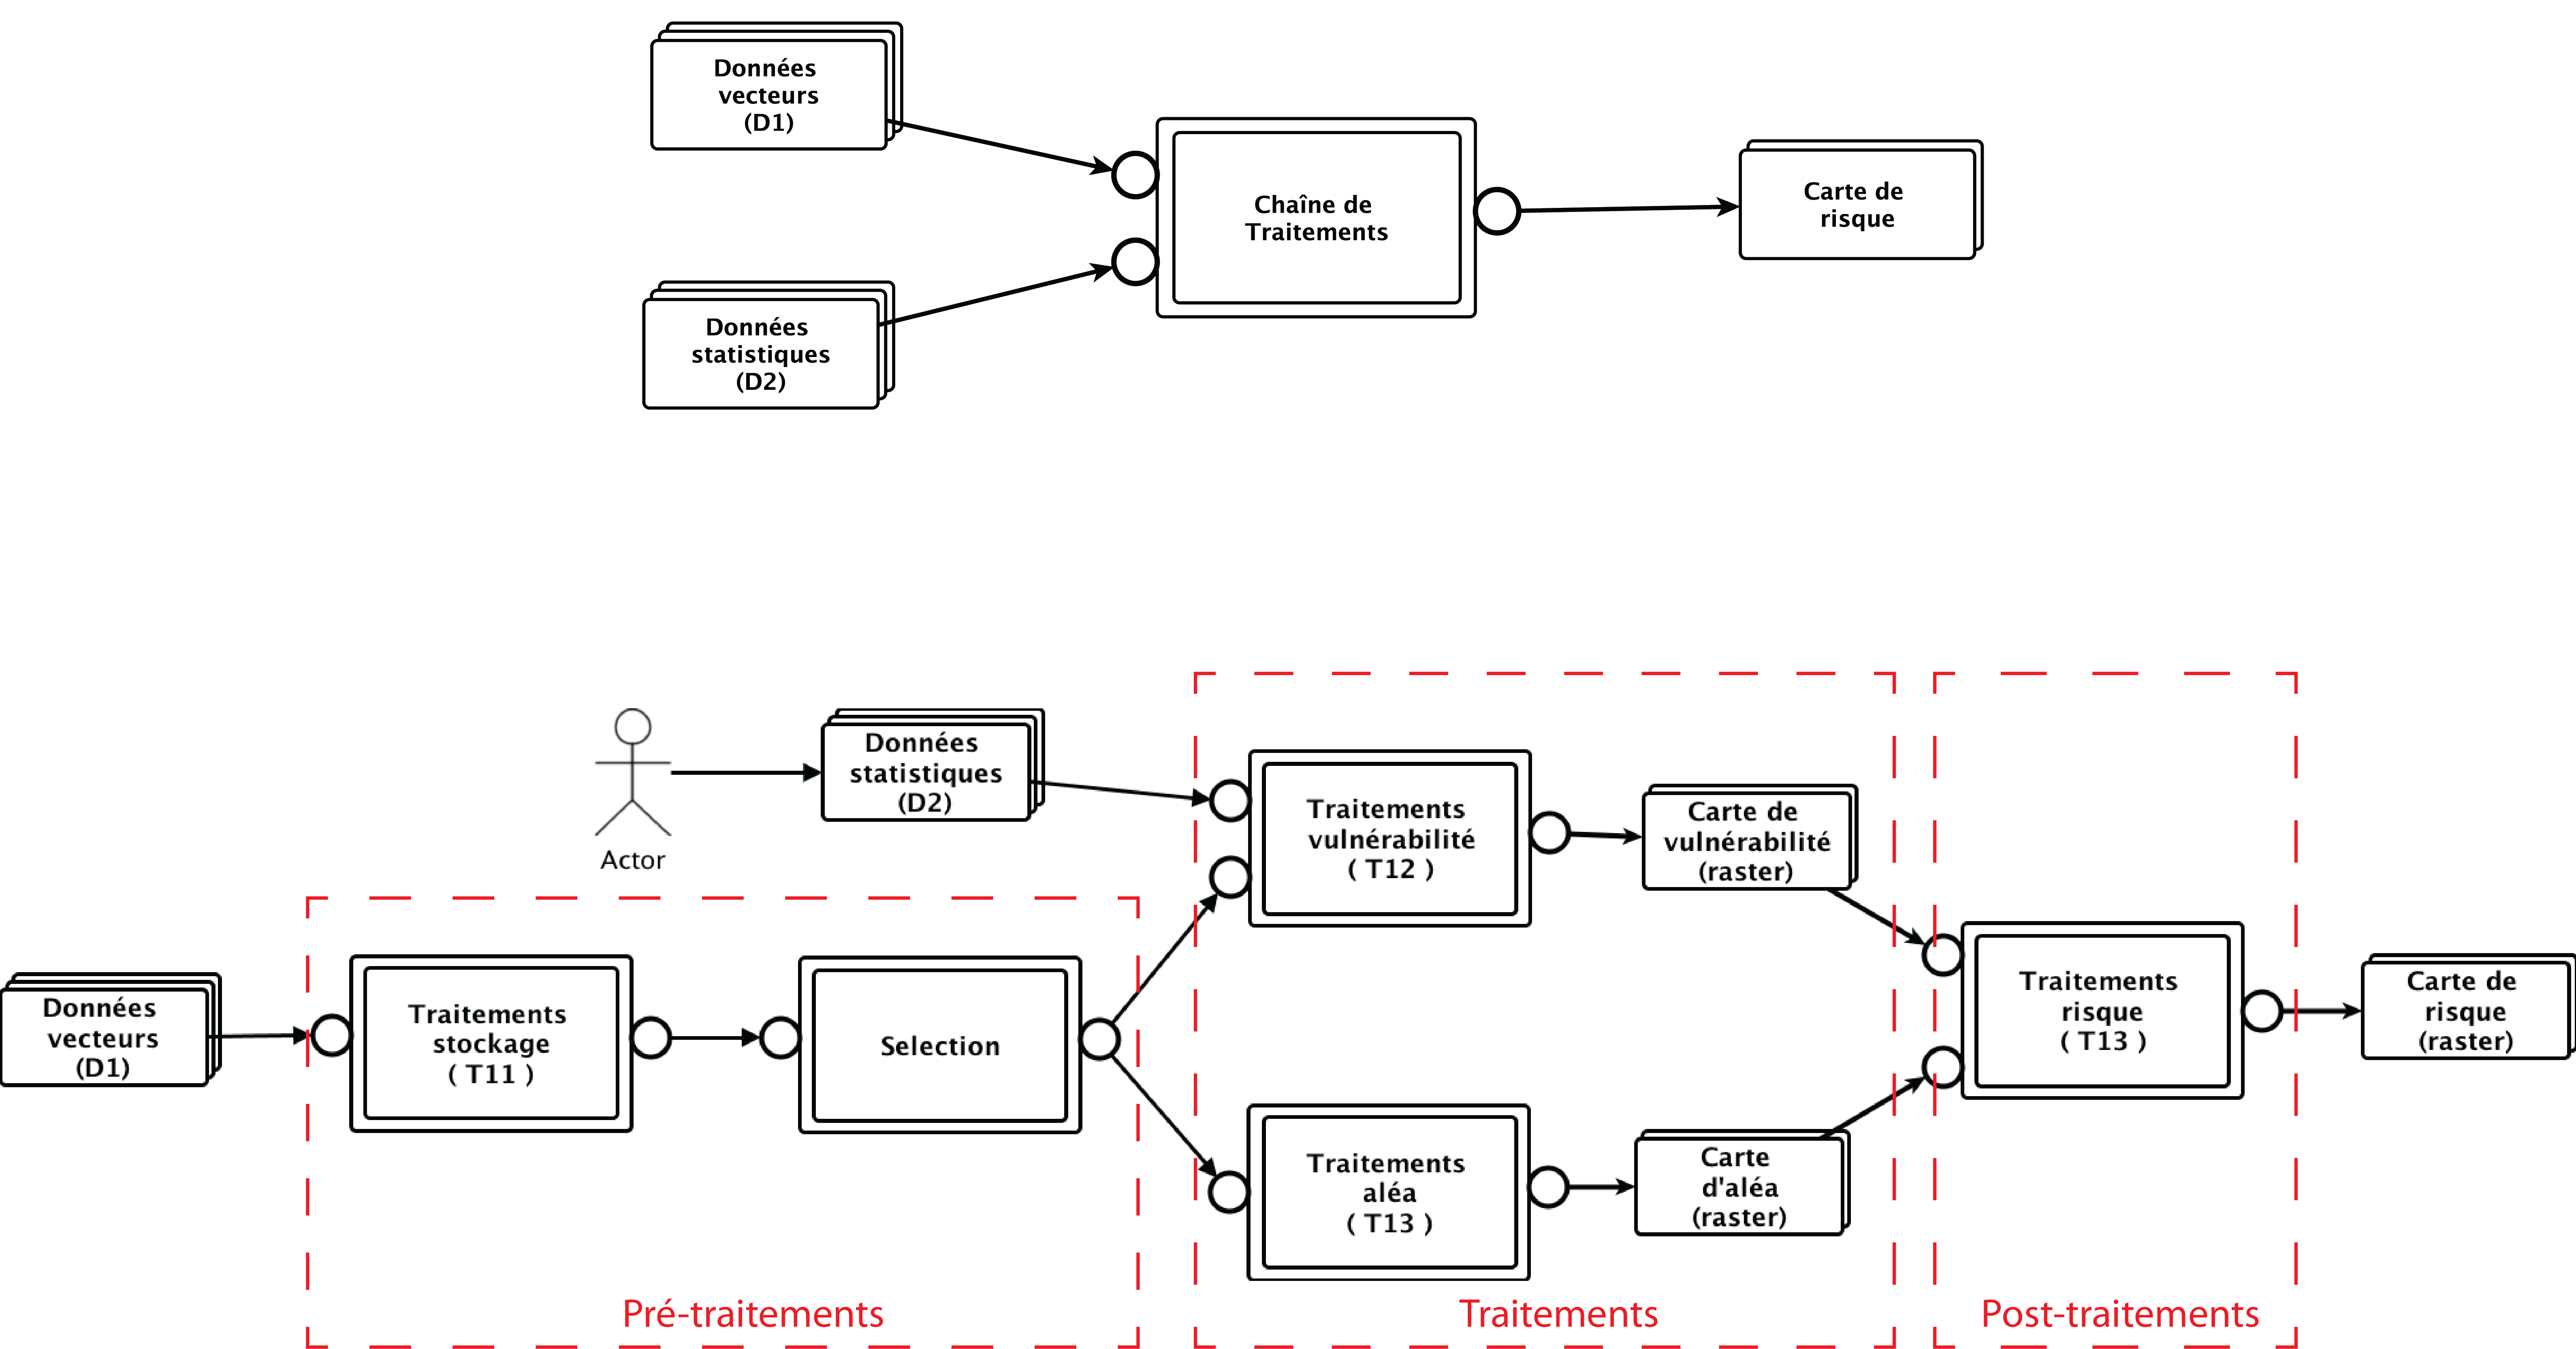 Données
vecteurs
(D1)
Chaîne de
Traitements
Carte de
risque
Données
statistiques
(D2)
Actor
Données
statistiques
(D2)
Traitements
vulnérabilité
( T12 )
Carte de
vulnérabilité
(raster)
Données
vecteurs
(D1)
Traitements
stockage
( T11 )
Selection
Traitements
risque
( T13 )
Carte de
risque
(raster)
Traitements
aléa
( T13 )
Carte
d'aléa
(raster)
Pré-traitements
Traitements
Post-traitements